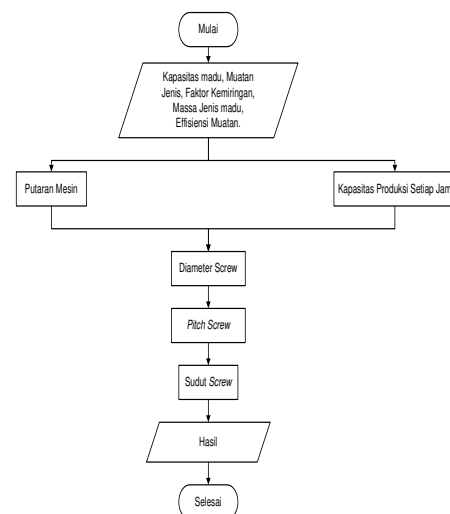 Mulai
Kapasitas madu, Muatan
Jenis, Faktor Kemiringan,
Massa Jenis madu,
Effisiensi Muatan.
Putaran Mesin
Kapasitas Produksi Setiap Jam
Diameter Screw
Pitch Screw
Sudut Screw
Hasil
Selesai